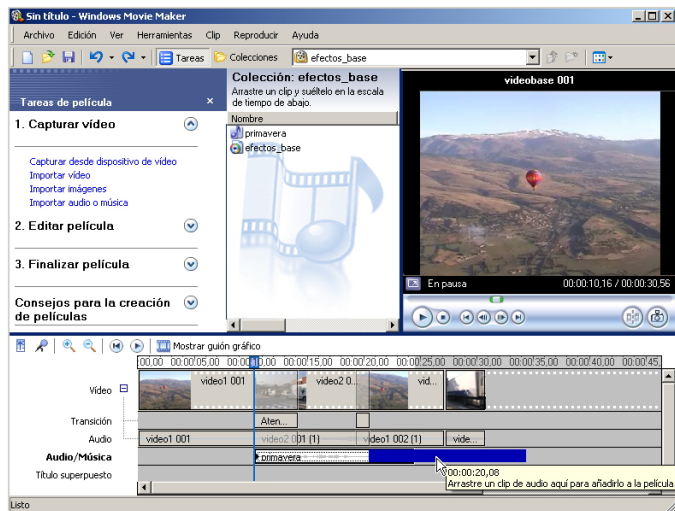 Sin título - Windows Movie Maker
Archivo Edición Ver Herramientas Clip Reproducir Ayuda
Tareas Colecciones efectos_base
Tareas de película ×
1. Capturar vídeo
Capturar desde dispositivo de vídeo
Importar vídeo
Importar imágenes
Importar audio o música
2. Editar película
3. Finalizar película
Consejos para la creación
de películas
Colección: efectos_base
Arrastre un clip y suéltelo en la escala
de tiempo de abajo.
Nombre
primavera
efectos_base
videobase 001
En pausa 00:00:10,16 / 00:00:30,56
Mostrar guión gráfico
00,00 00:00:05,00 00:00:10,00 00:00:15,00 00:00:20,00 00:00:25,00 00:00:30,00 00:00:35,00 00:00:40,00 00:00:45
Vídeo video1 001 video2 0... vid...
Transición Aten...
Audio video1 001 video2 001 (1) video1 002 (1) vide...
Audio/Música primavera
Título superpuesto
00:00:20,08
Arrastre un clip de audio aquí para añadirlo a la película
Listo